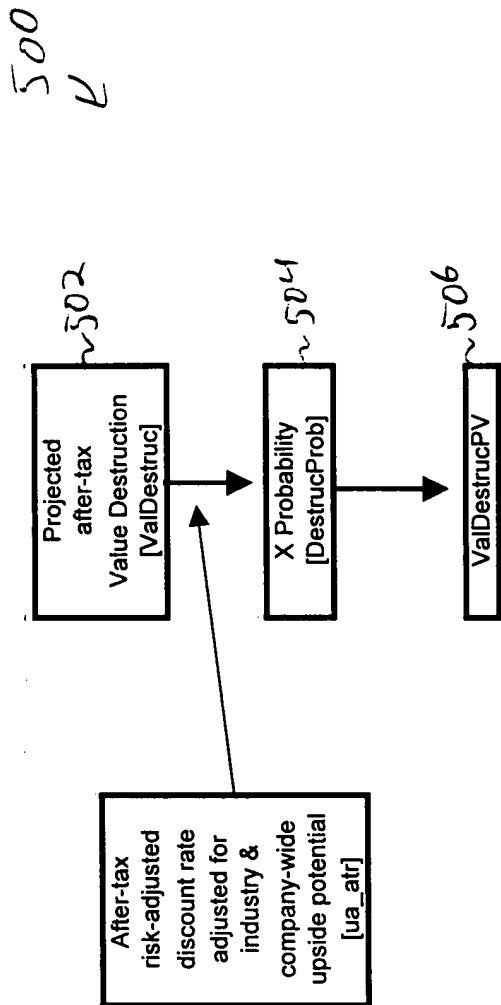 500
Projected
after-tax
Value Destruction
[ValDestruc]
~502
After-tax
risk-adjusted
discount rate
adjusted for
industry &
company-wide
upside potential
[ua_atr]
X Probability
[DestrucProb]
~504
ValDestrucPV
~506